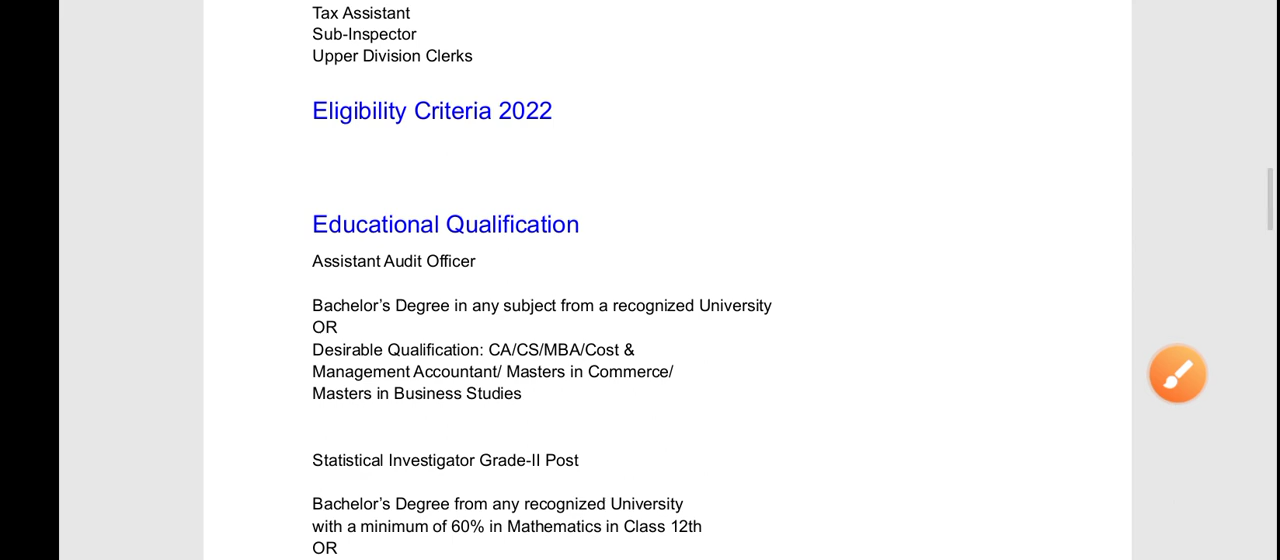 Tax Assistant
Sub-Inspector
Upper Division Clerks
Eligibility Criteria 2022
Educational Qualification
Assistant Audit Officer
Bachelor’s Degree in any subject from a recognized University
OR
Desirable Qualification: CA/CS/MBA/Cost &
Management Accountant/ Masters in Commerce/
Masters in Business Studies
Statistical Investigator Grade-II Post
Bachelor’s Degree from any recognized University
with a minimum of 60% in Mathematics in Class 12th
OR